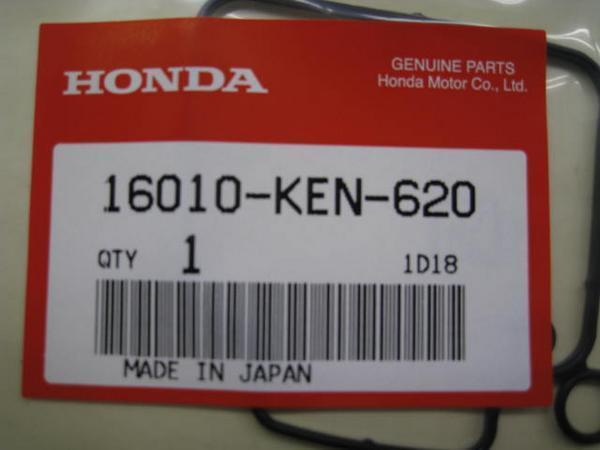 HONDA
GENUINE PARTS
Honda Motor Co., Ltd.
16010-KEN-620
QTY 1 1D18
MADE IN JAPAN